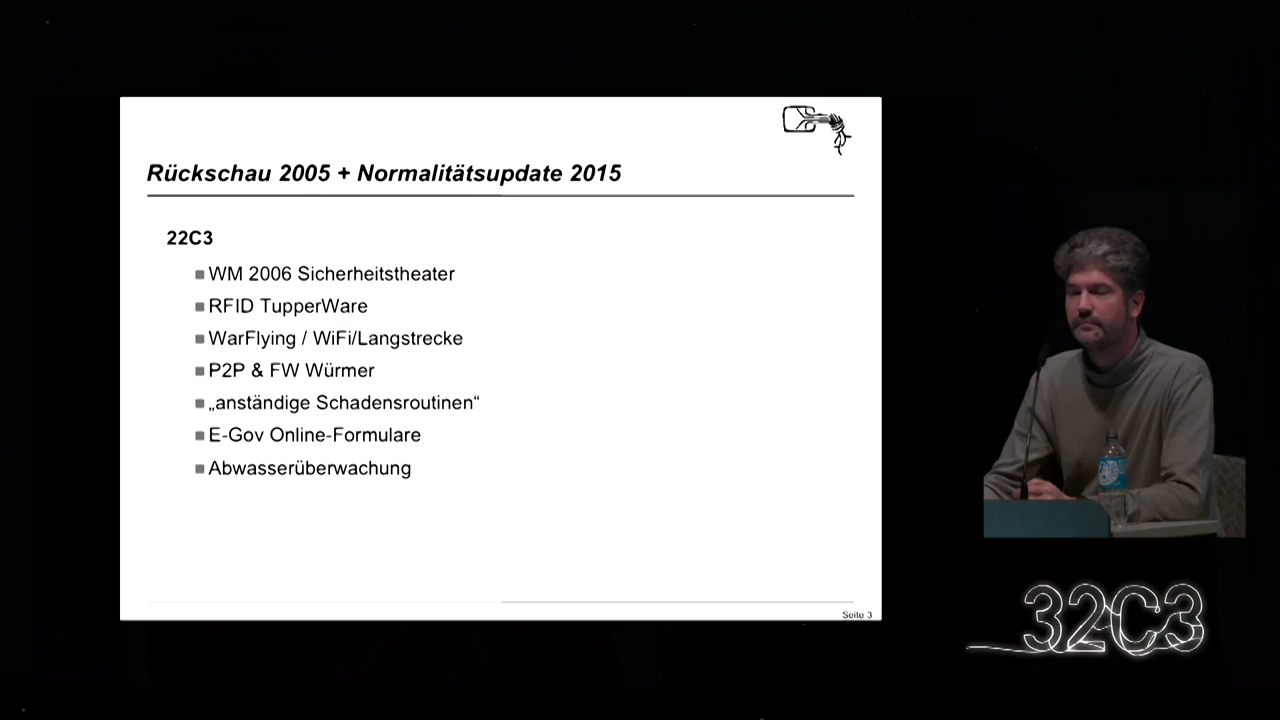 Rückschau 2005 + Normalitätsupdate 2015
22C3
WM 2006 Sicherheitstheater
RFID TupperWare
WarFlying / WiFi/Langstrecke
P2P & FW Würmer
„anständige Schadensroutinen“
E-Gov Online-Formulare
Abwasserüberwachung
Seite 3
32C3